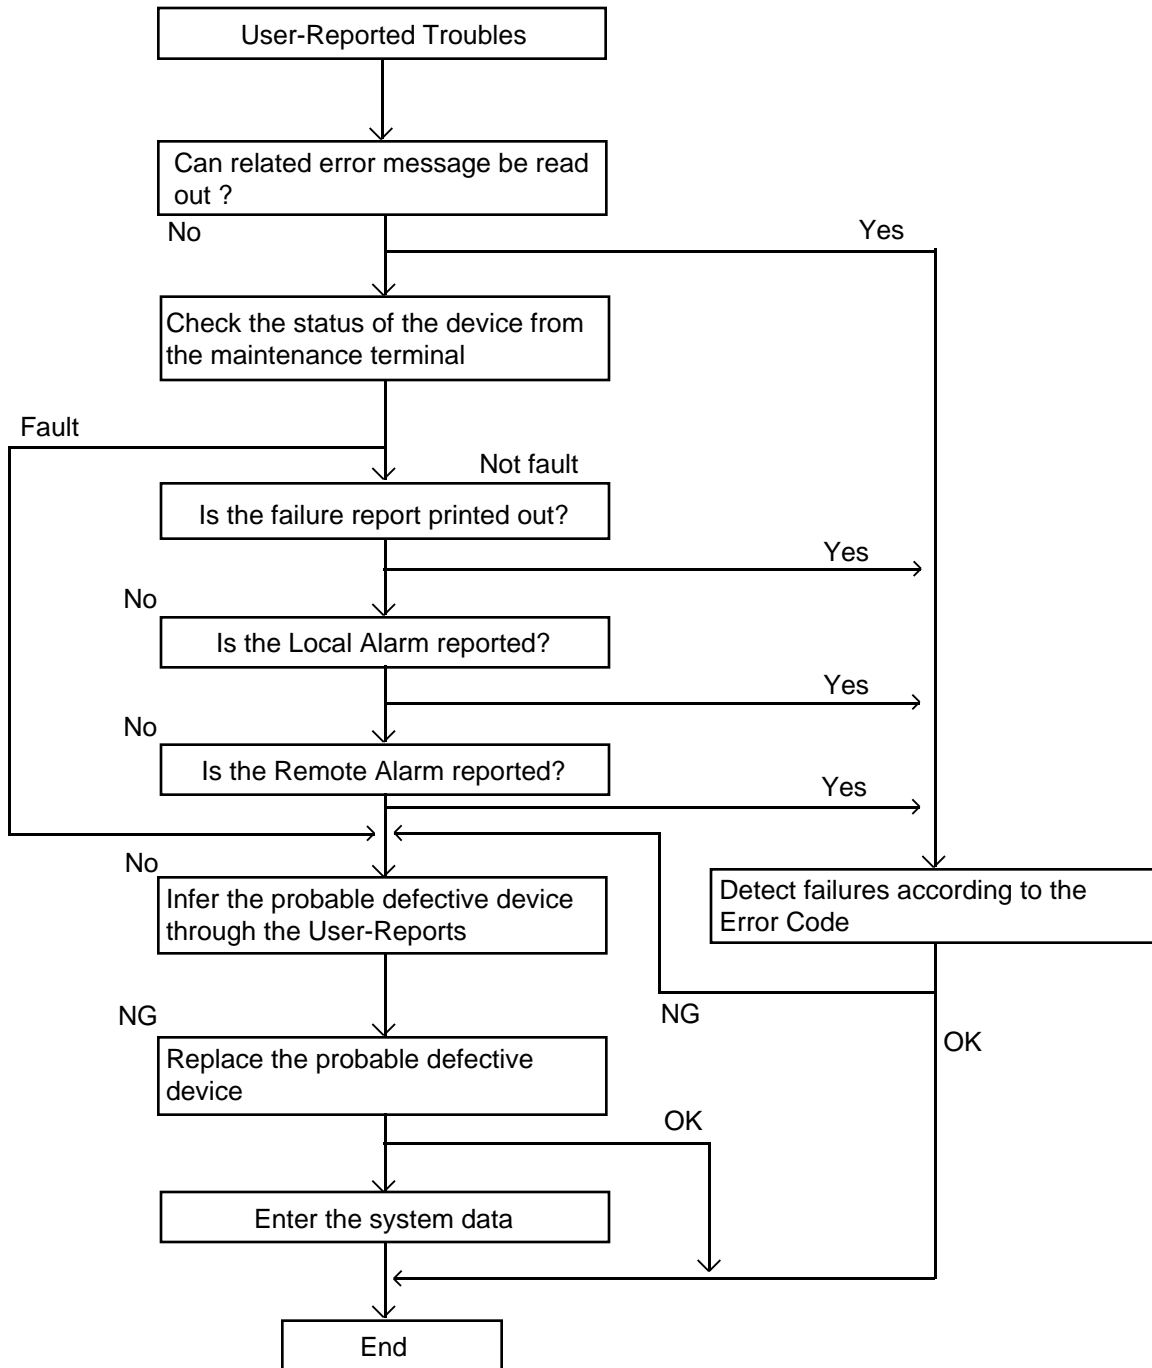 User-Reported Troubles
Can related error message be read
out ?
No
Yes
Check the status of the device from
the maintenance terminal
Fault
Not fault
Is the failure report printed out?
Yes
No
Is the Local Alarm reported?
Yes
No
Is the Remote Alarm reported?
Yes
No
Infer the probable defective device
through the User-Reports
Detect failures according to the
Error Code
NG
NG
OK
Replace the probable defective
device
OK
Enter the system data
End